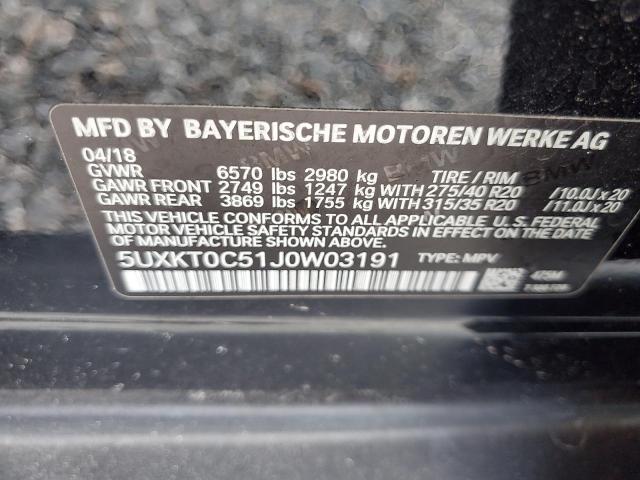 MFD BY BAYERISCHE MOTOREN WERKE AG
04/18
GVWR 6570 lbs 2980 kg TIRE / RIM
GAWR FRONT 2749 lbs 1247 kg WITH 275/40 R20 /10.0J x 20
GAWR REAR 3869 lbs 1755 kg WITH 315/35 R20 /11.0J x 20
THIS VEHICLE CONFORMS TO ALL APPLICABLE U.S. FEDERAL
MOTOR VEHICLE SAFETY STANDARDS IN EFFECT ON THE
DATE OF MANUFACTURE SHOWN ABOVE.
5UXKT0C51J0W03191 TYPE: MPV
475M